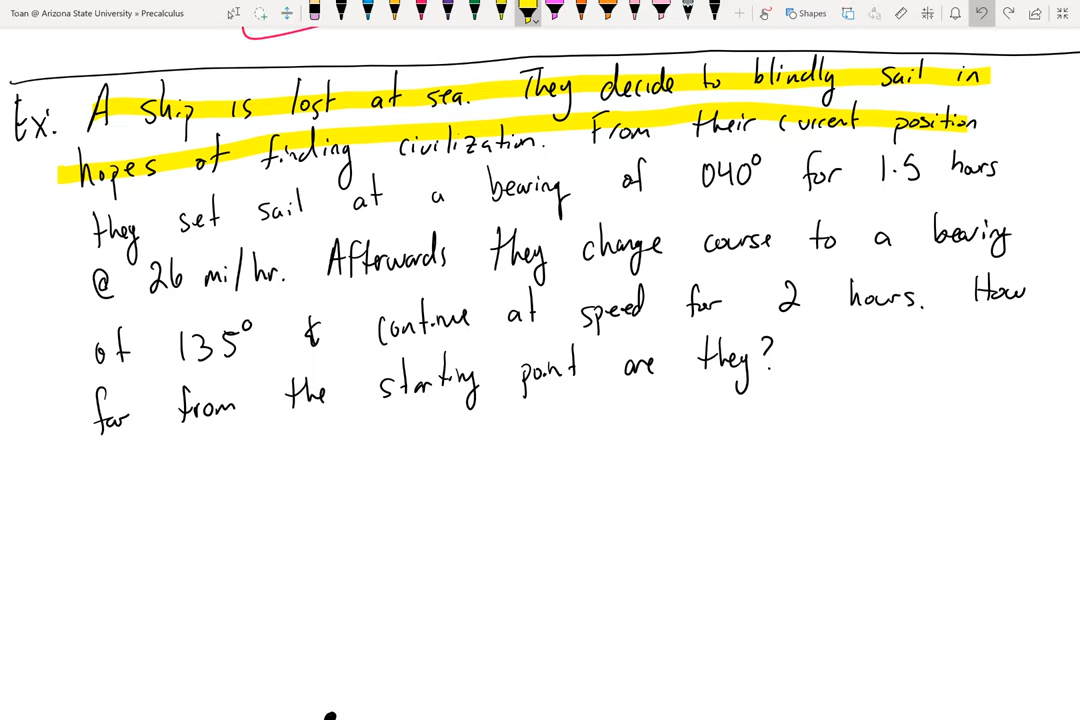 Toan @ Arizona State University » Precalculus
Shapes
Ex: A ship is lost at sea. They decide to blindly sail in
hopes of finding civilization. From their current position
they set sail at a bearing of 040° for 1.5 hours
@ 26 mi/hr. Afterwards they change course to a bearing
of 135° & continue at speed for 2 hours. How
far from the starting point are they?